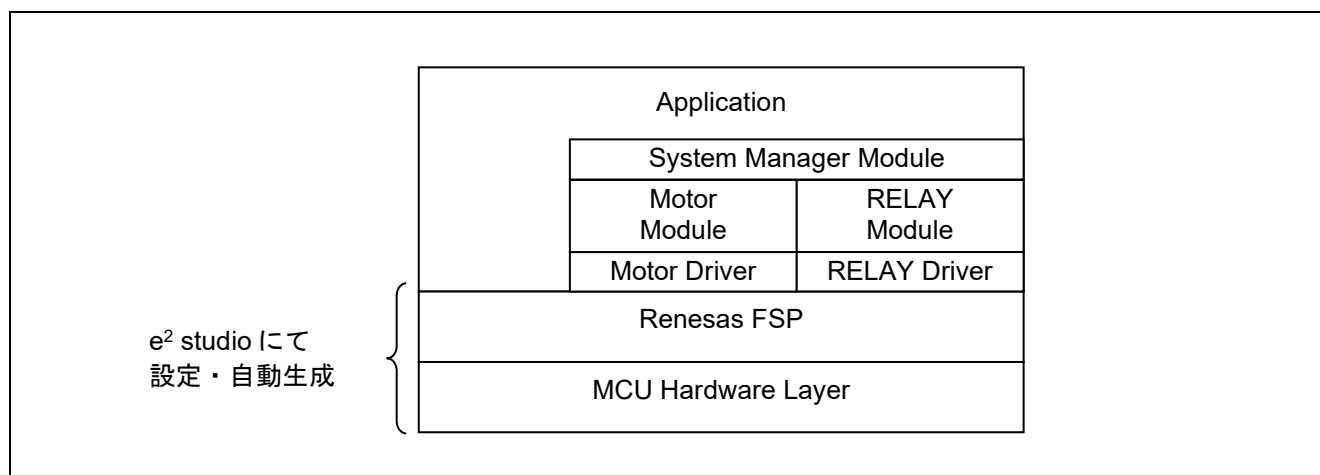 Application
System Manager Module
Motor
Module
RELAY
Module
Motor Driver
RELAY Driver
Renesas FSP
MCU Hardware Layer
e² studio にて
設定・自動生成